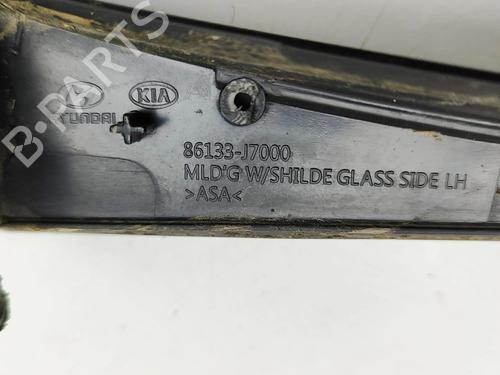 B-PARTS
HYUNDAI KIA
86133-J7000
MLD'G W/SHILDE GLASS SIDE LH
>ASA<